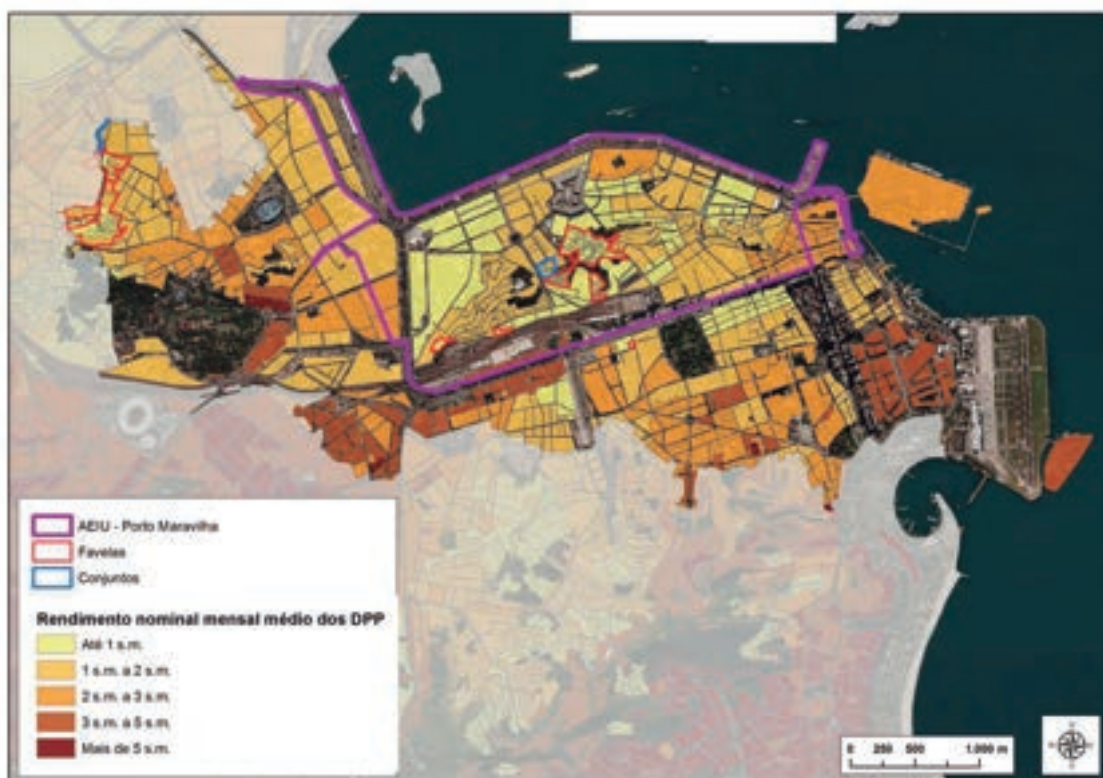 AEIU - Porto Maravilha
Favelas
Conjuntos
Rendimento nominal mensal médio dos DPP
Até 1 s.m.
1 s.m. a 2 s.m.
2 s.m. a 3 s.m.
3 s.m. a 5 s.m.
Mais de 5 s.m.
0 250 500 1.000 m